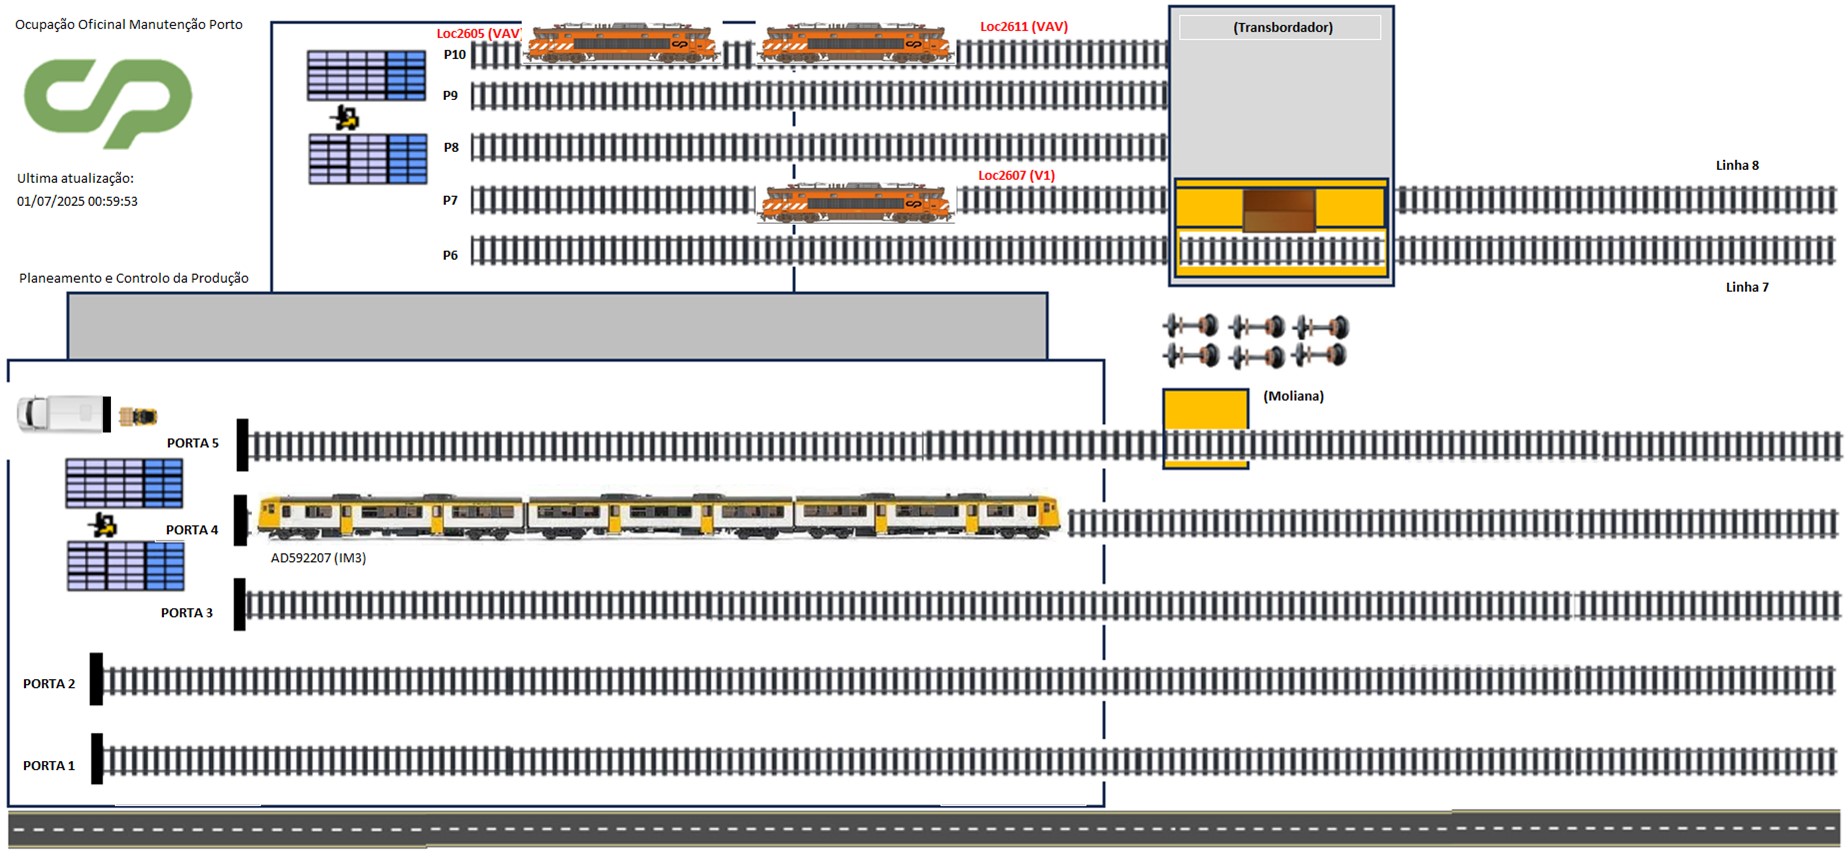 Ocupação Oficinal Manutenção Porto
Loc2605 (VAV)
Loc2611 (VAV)
(Transbordador)
P10
P9
P8
Linha 8
Ultima atualização:
01/07/2025 00:59:53
Loc2607 (V1)
P7
P6
Planeamento e Controlo da Produção
Linha 7
(Moliana)
PORTA 5
PORTA 4
AD592207 (IM3)
PORTA 3
PORTA 2
PORTA 1